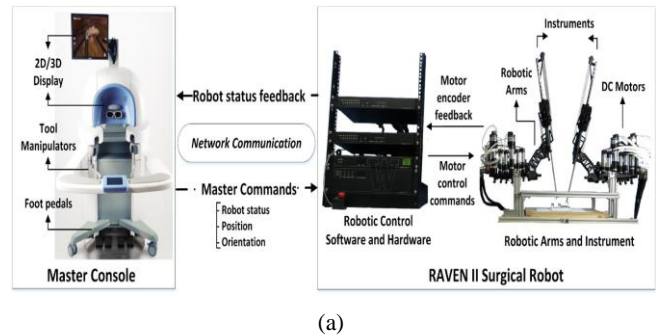 2D/3D
Display
Tool
Manipulators
Foot pedals
Master Console
Robot status feedback
Network Communication
Master Commands
Robot status
Position
Orientation
Robotic Control
Software and Hardware
Motor
encoder
feedback
Motor
control
commands
Instruments
Robotic
Arms
DC Motors
Robotic Arms and Instrument
RAVEN II Surgical Robot
(a)